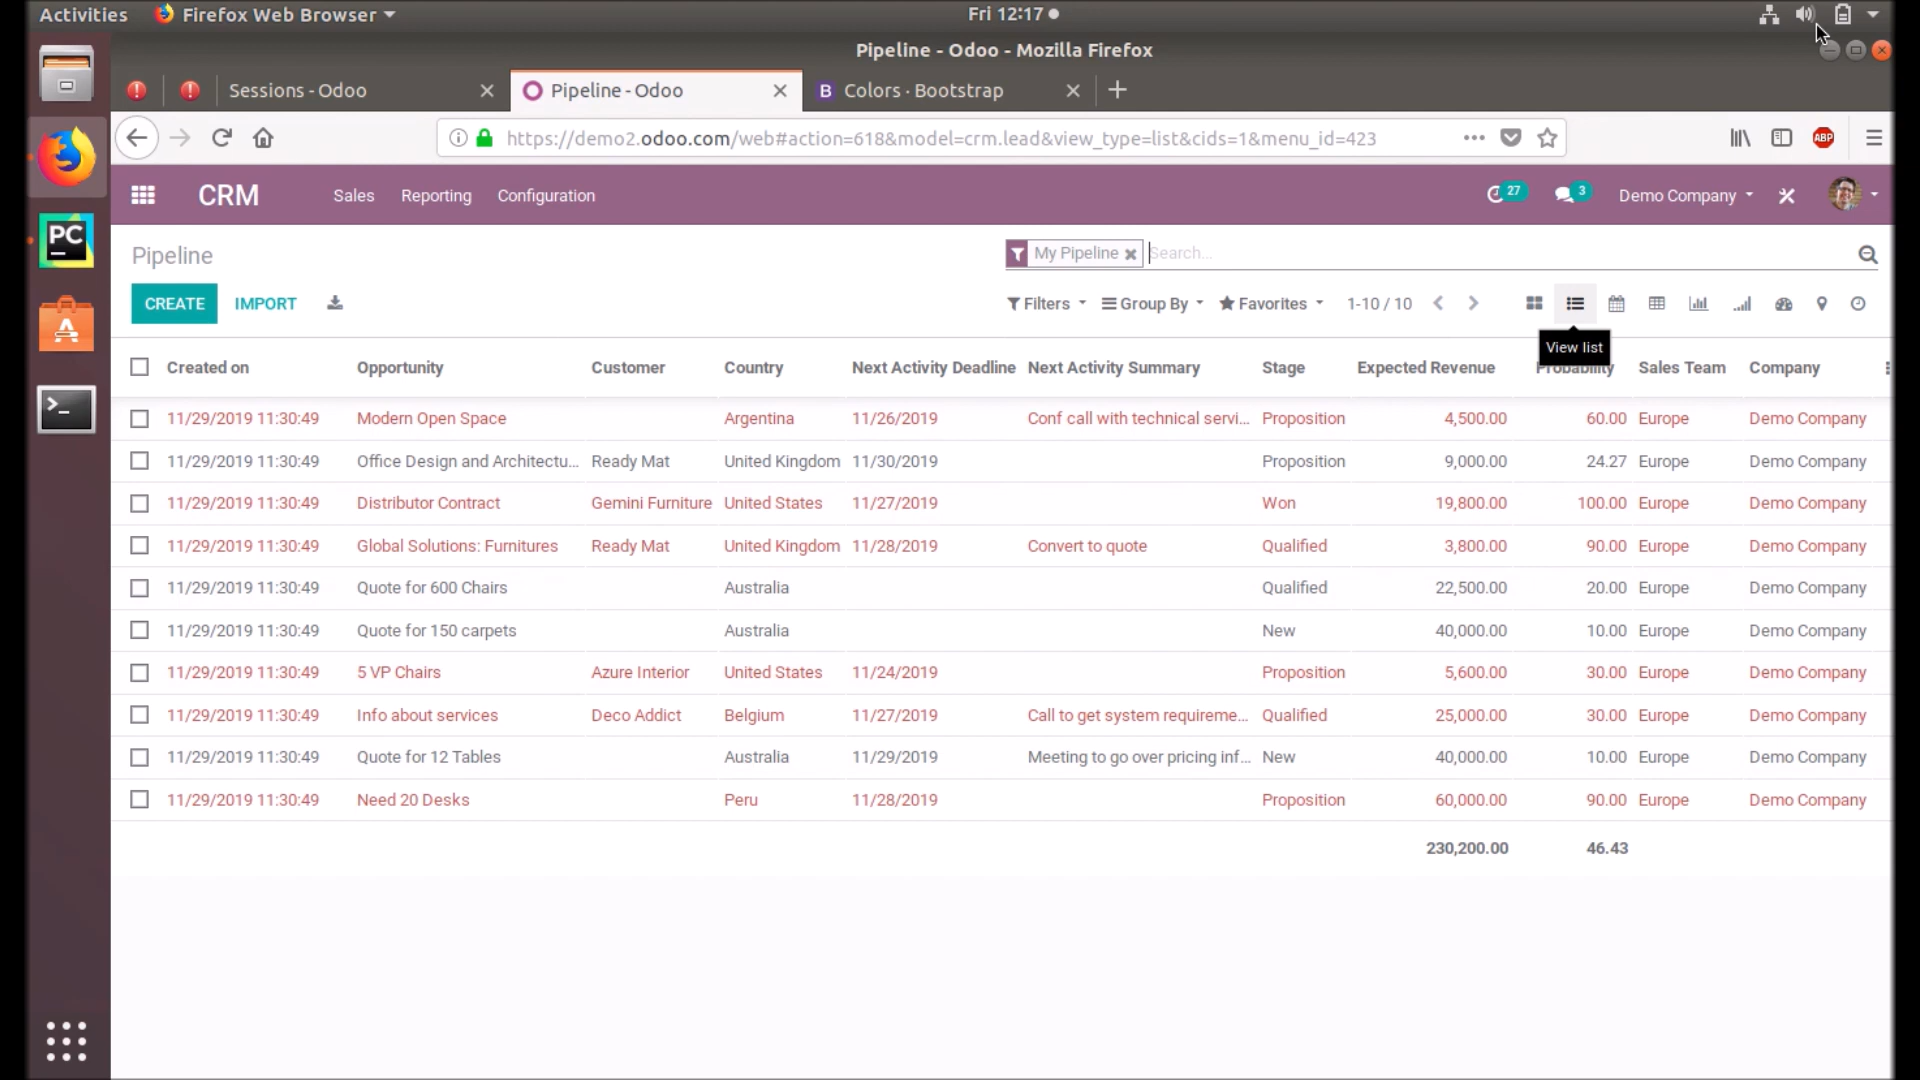 Activities Firefox Web Browser Fri 12:17
Pipeline - Odoo - Mozilla Firefox
Sessions - Odoo Pipeline - Odoo B Colors · Bootstrap
https://demo2.odoo.com/web#action=618&model=crm.lead&view_type=list&cids=1&menu_id=423 ABP
CRM Sales Reporting Configuration 27 3 Demo Company
Pipeline My Pipeline Search...
CREATE IMPORT Filters Group By Favorites 1-10 / 10
View list
Created on Opportunity Customer Country Next Activity Deadline Next Activity Summary Stage Expected Revenue Probability Sales Team Company
11/29/2019 11:30:49 Modern Open Space Argentina 11/26/2019 Conf call with technical servi... Proposition 4,500.00 60.00 Europe Demo Company
11/29/2019 11:30:49 Office Design and Architectu... Ready Mat United Kingdom 11/30/2019 Proposition 9,000.00 24.27 Europe Demo Company
11/29/2019 11:30:49 Distributor Contract Gemini Furniture United States 11/27/2019 Won 19,800.00 100.00 Europe Demo Company
11/29/2019 11:30:49 Global Solutions: Furnitures Ready Mat United Kingdom 11/28/2019 Convert to quote Qualified 3,800.00 90.00 Europe Demo Company
11/29/2019 11:30:49 Quote for 600 Chairs Australia Qualified 22,500.00 20.00 Europe Demo Company
11/29/2019 11:30:49 Quote for 150 carpets Australia New 40,000.00 10.00 Europe Demo Company
11/29/2019 11:30:49 5 VP Chairs Azure Interior United States 11/24/2019 Proposition 5,600.00 30.00 Europe Demo Company
11/29/2019 11:30:49 Info about services Deco Addict Belgium 11/27/2019 Call to get system requireme... Qualified 25,000.00 30.00 Europe Demo Company
11/29/2019 11:30:49 Quote for 12 Tables Australia 11/29/2019 Meeting to go over pricing inf... New 40,000.00 10.00 Europe Demo Company
11/29/2019 11:30:49 Need 20 Desks Peru 11/28/2019 Proposition 60,000.00 90.00 Europe Demo Company
230,200.00 46.43
PC